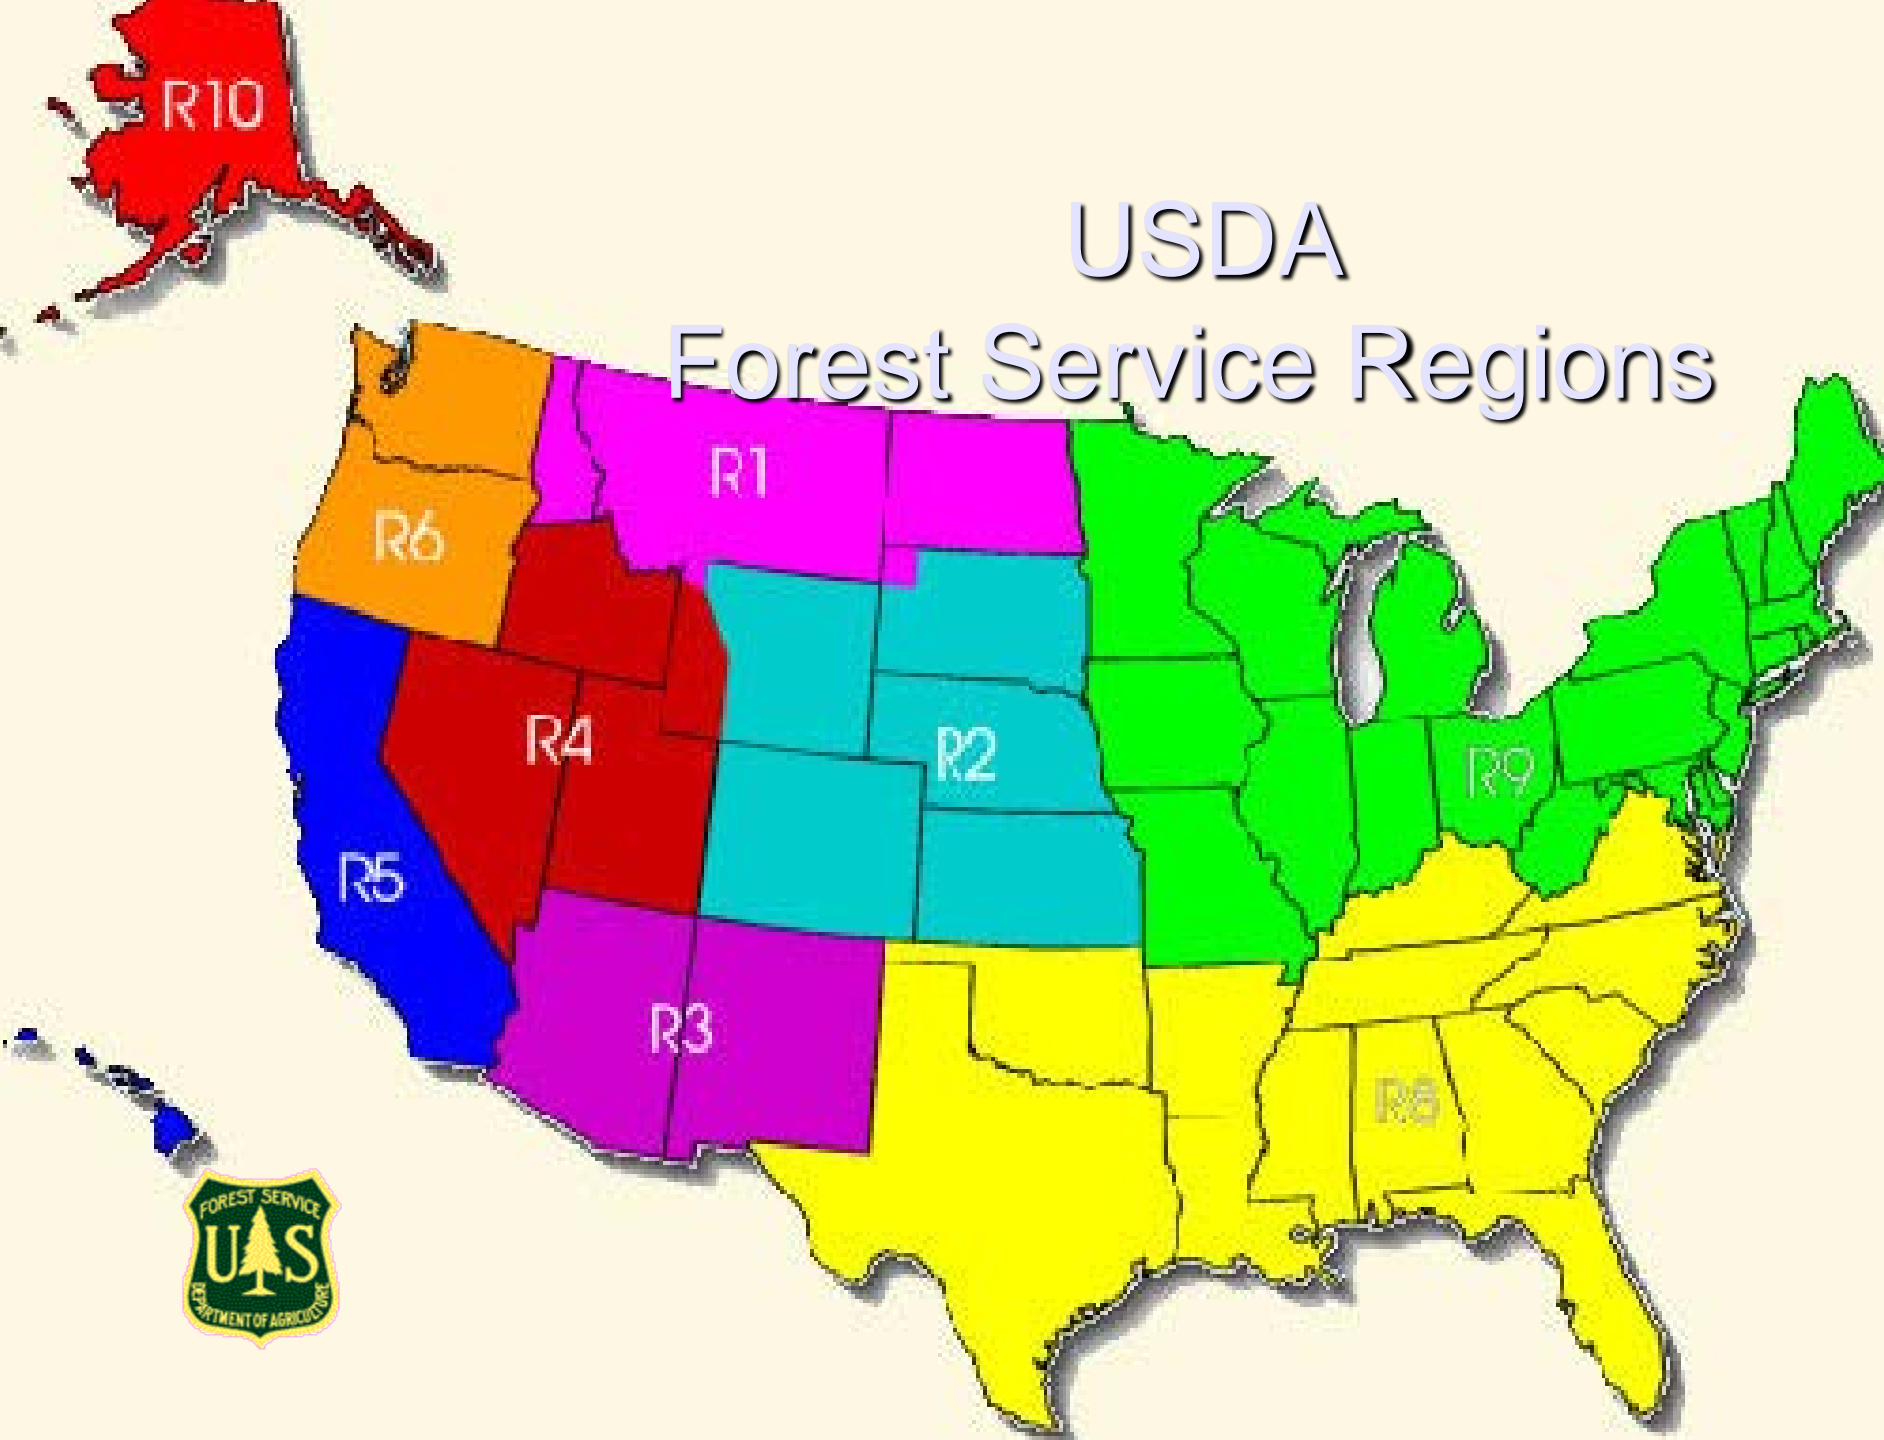 R10
USDA
Forest Service Regions
R1
R6
R4
R2
R9
R5
R3
R8
FOREST SERVICE
U S
DEPARTMENT OF AGRICULTURE